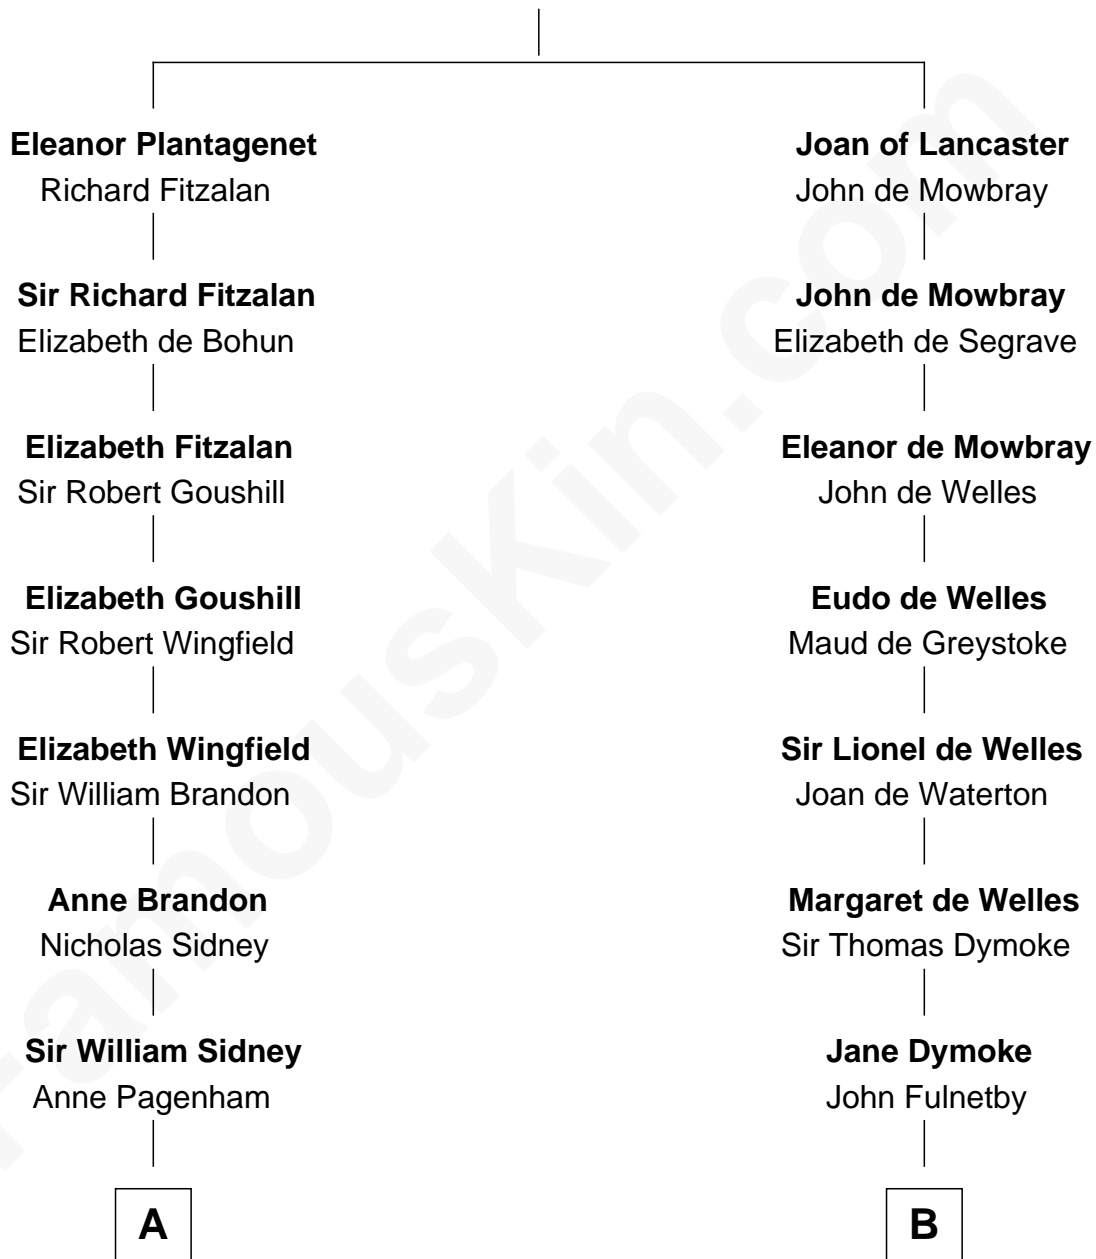 Eleanor Plantagenet
Richard Fitzalan
Sir Richard Fitzalan
Elizabeth de Bohun
Elizabeth Fitzalan
Sir Robert Goushill
Elizabeth Goushill
Sir Robert Wingfield
Elizabeth Wingfield
Sir William Brandon
Anne Brandon
Nicholas Sidney
Sir William Sidney
Anne Pagenham
A
Joan of Lancaster
John de Mowbray
John de Mowbray
Elizabeth de Segrave
Eleanor de Mowbray
John de Welles
Eudo de Welles
Maud de Greystoke
Sir Lionel de Welles
Joan de Waterton
Margaret de Welles
Sir Thomas Dymoke
Jane Dymoke
John Fulnetby
B
FamousKin.com